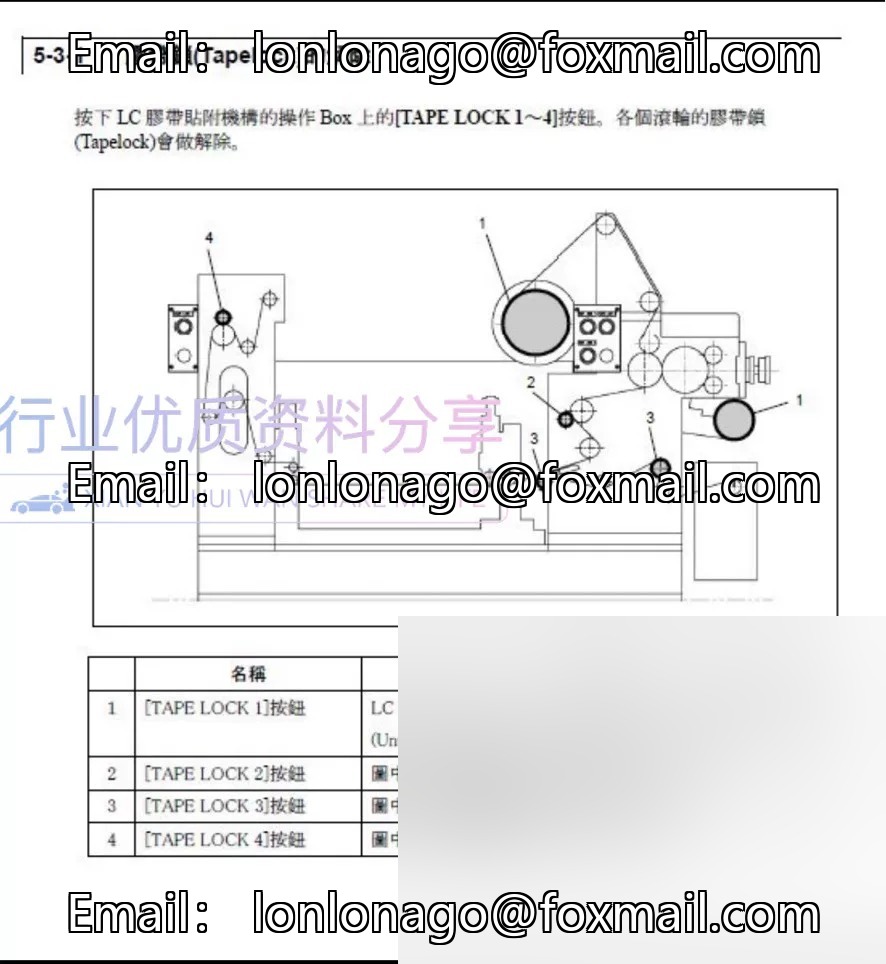 5-3-
Email： lonlonago@foxmail.com
按下 LC 膠帶貼附機構的操作 Box 上的[TAPE LOCK 1～4]按鈕。各個滾輪的膠帶鎖
(Tapelock)會做解除。
4
1
2
1
3
3
行业优质资料分享
Email： lonlonago@foxmail.com
名稱
1 [TAPE LOCK 1]按鈕 LC
2 [TAPE LOCK 2]按鈕 圖中
3 [TAPE LOCK 3]按鈕 圖中
4 [TAPE LOCK 4]按鈕 圖中
Email： lonlonago@foxmail.com